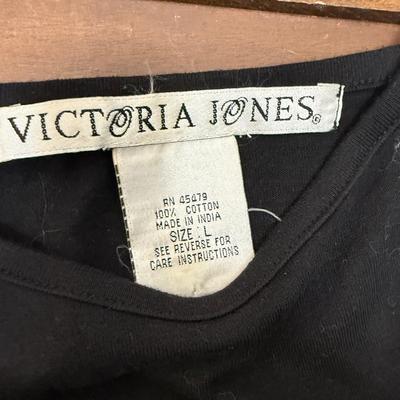 VICTORIA JONES®
RN 45479
100% COTTON
MADE IN INDIA
SIZE : L
SEE REVERSE FOR
CARE INSTRUCTIONS